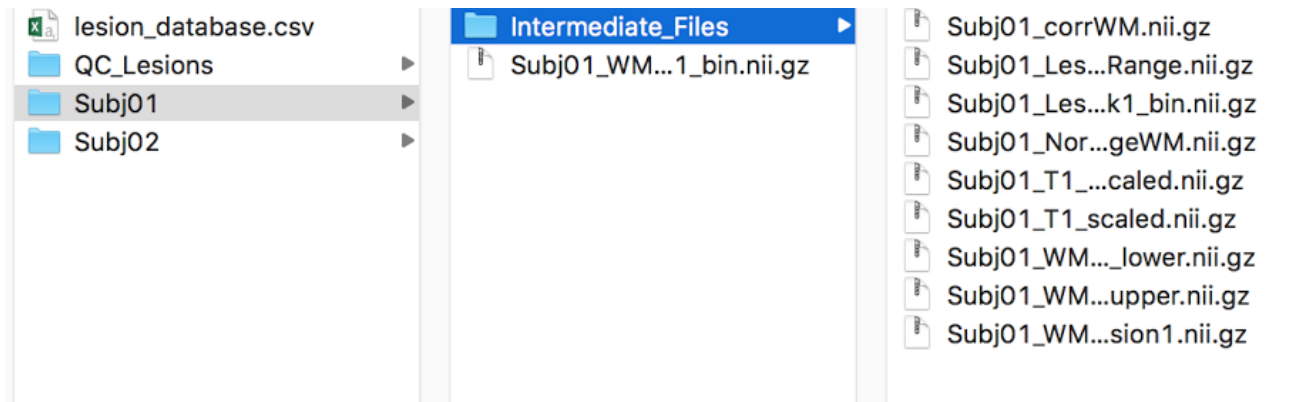 lesion_database.csv
QC_Lesions
Subj01
Subj02
Intermediate_Files
Subj01_WM...1_bin.nii.gz
Subj01_corrWM.nii.gz
Subj01_Les...Range.nii.gz
Subj01_Les...k1_bin.nii.gz
Subj01_Nor...geWM.nii.gz
Subj01_T1_...caled.nii.gz
Subj01_T1_scaled.nii.gz
Subj01_WM..._lower.nii.gz
Subj01_WM...upper.nii.gz
Subj01_WM...sion1.nii.gz